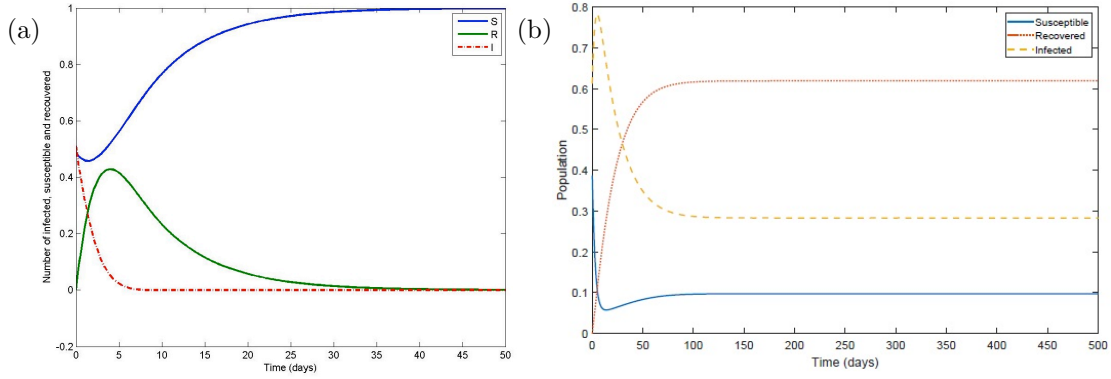 (a)
Number of infected, susceptible and recouvered
1
0.8
0.6
0.4
0.2
0
-0.2
0 5 10 15 20 25 30 35 40 45 50
Time (days)
S
R
I
(b)
Population
0.8
0.7
0.6
0.5
0.4
0.3
0.2
0.1
0
0 50 100 150 200 250 300 350 400 450 500
Time (days)
Susceptible
Recovered
Infected